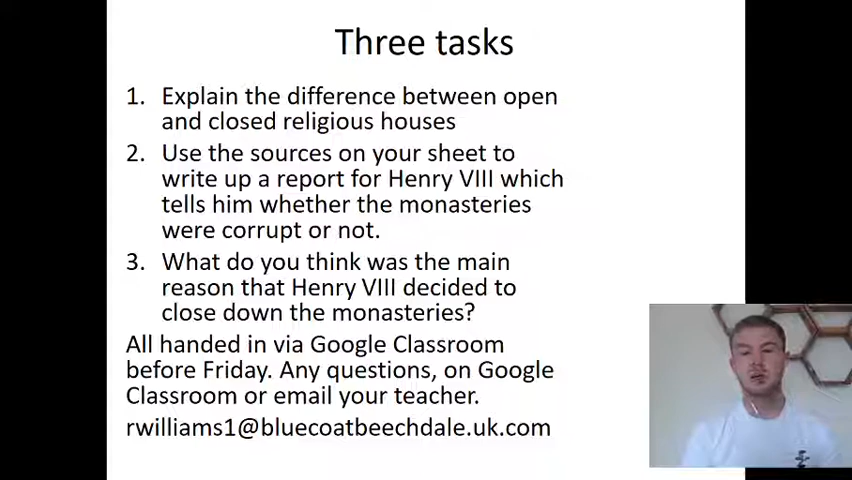 Three tasks
1. Explain the difference between open
and closed religious houses
2. Use the sources on your sheet to
write up a report for Henry VIII which
tells him whether the monasteries
were corrupt or not.
3. What do you think was the main
reason that Henry VIII decided to
close down the monasteries?
All handed in via Google Classroom
before Friday. Any questions, on Google
Classroom or email your teacher.
rwilliams1@bluecoatbeechdale.uk.com